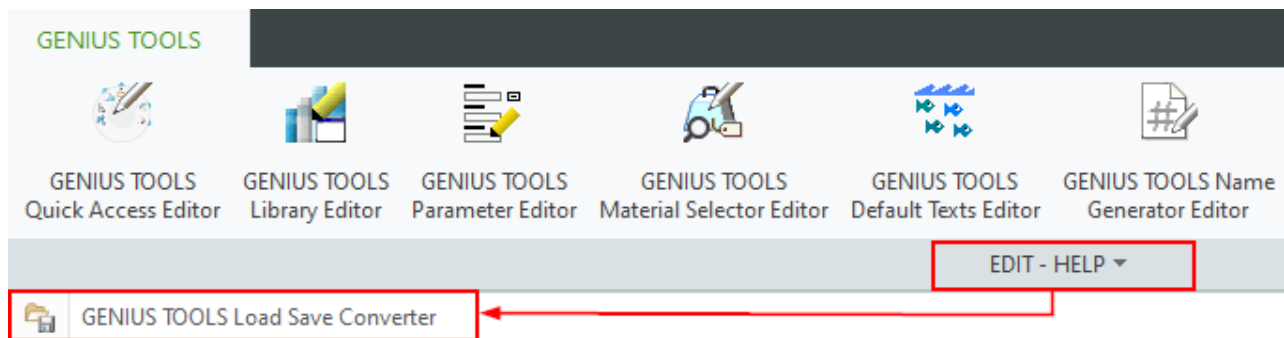 GENIUS TOOLS
GENIUS TOOLS
Quick Access Editor
GENIUS TOOLS
Library Editor
GENIUS TOOLS
Parameter Editor
GENIUS TOOLS
Material Selector Editor
GENIUS TOOLS
Default Texts Editor
GENIUS TOOLS Name
Generator Editor
EDIT - HELP
GENIUS TOOLS Load Save Converter